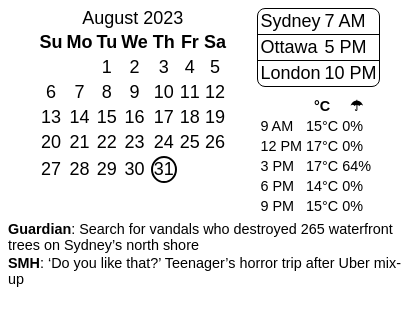 August 2023
Su Mo Tu We Th Fr Sa
1 2 3 4 5
6 7 8 9 10 11 12
13 14 15 16 17 18 19
20 21 22 23 24 25 26
27 28 29 30 31
Sydney 7 AM
Ottawa 5 PM
London 10 PM
°C ☂
9 AM 15°C 0%
12 PM 17°C 0%
3 PM 17°C 64%
6 PM 14°C 0%
9 PM 15°C 0%
Guardian: Search for vandals who destroyed 265 waterfront
trees on Sydney’s north shore
SMH: ‘Do you like that?’ Teenager’s horror trip after Uber mix-
up